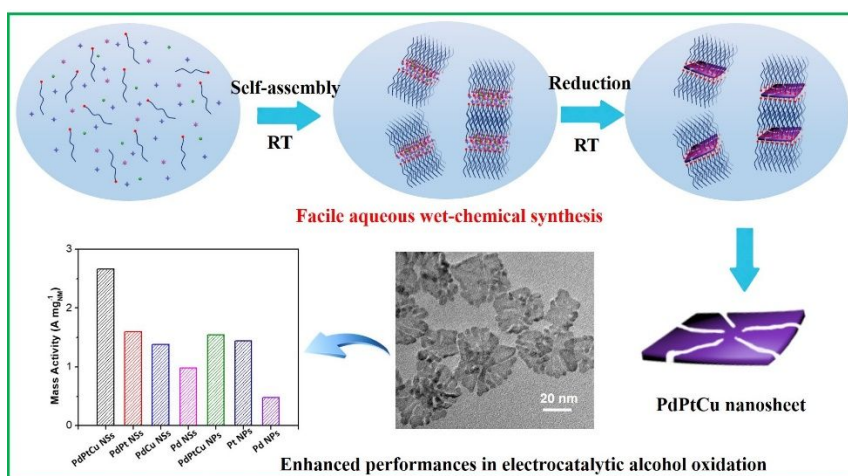 Self-assembly
RT
Reduction
RT
Facile aqueous wet-chemical synthesis
Mass Activity (A mg⁻¹NM)
3
2
1
0
PdPtCu NSs
PdPt NSs
PdCu NSs
Pd NSs
PdPtCu NPs
Pt NPs
Pd NPs
20 nm
PdPtCu nanosheet
Enhanced performances in electrocatalytic alcohol oxidation